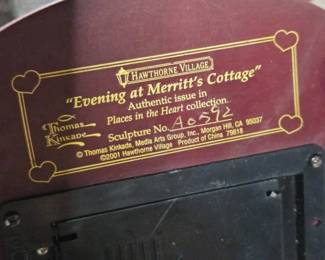 HAWTHORNE VILLAGE
"Evening at Merritt's Cottage"
Authentic issue in
Places in the Heart collection.
Thomas
Kinkade
Sculpture No. A0592
© Thomas Kinkade, Media Arts Group, Inc., Morgan Hill, CA 95037
©2001 Hawthorne Village Product of China 79818